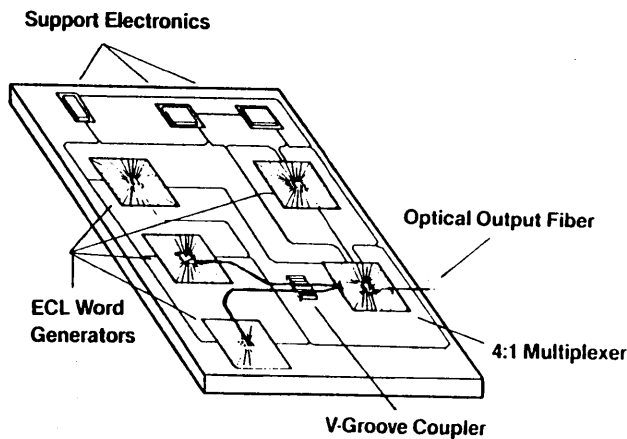 Support Electronics
Optical Output Fiber
ECL Word
Generators
4:1 Multiplexer
V-Groove Coupler